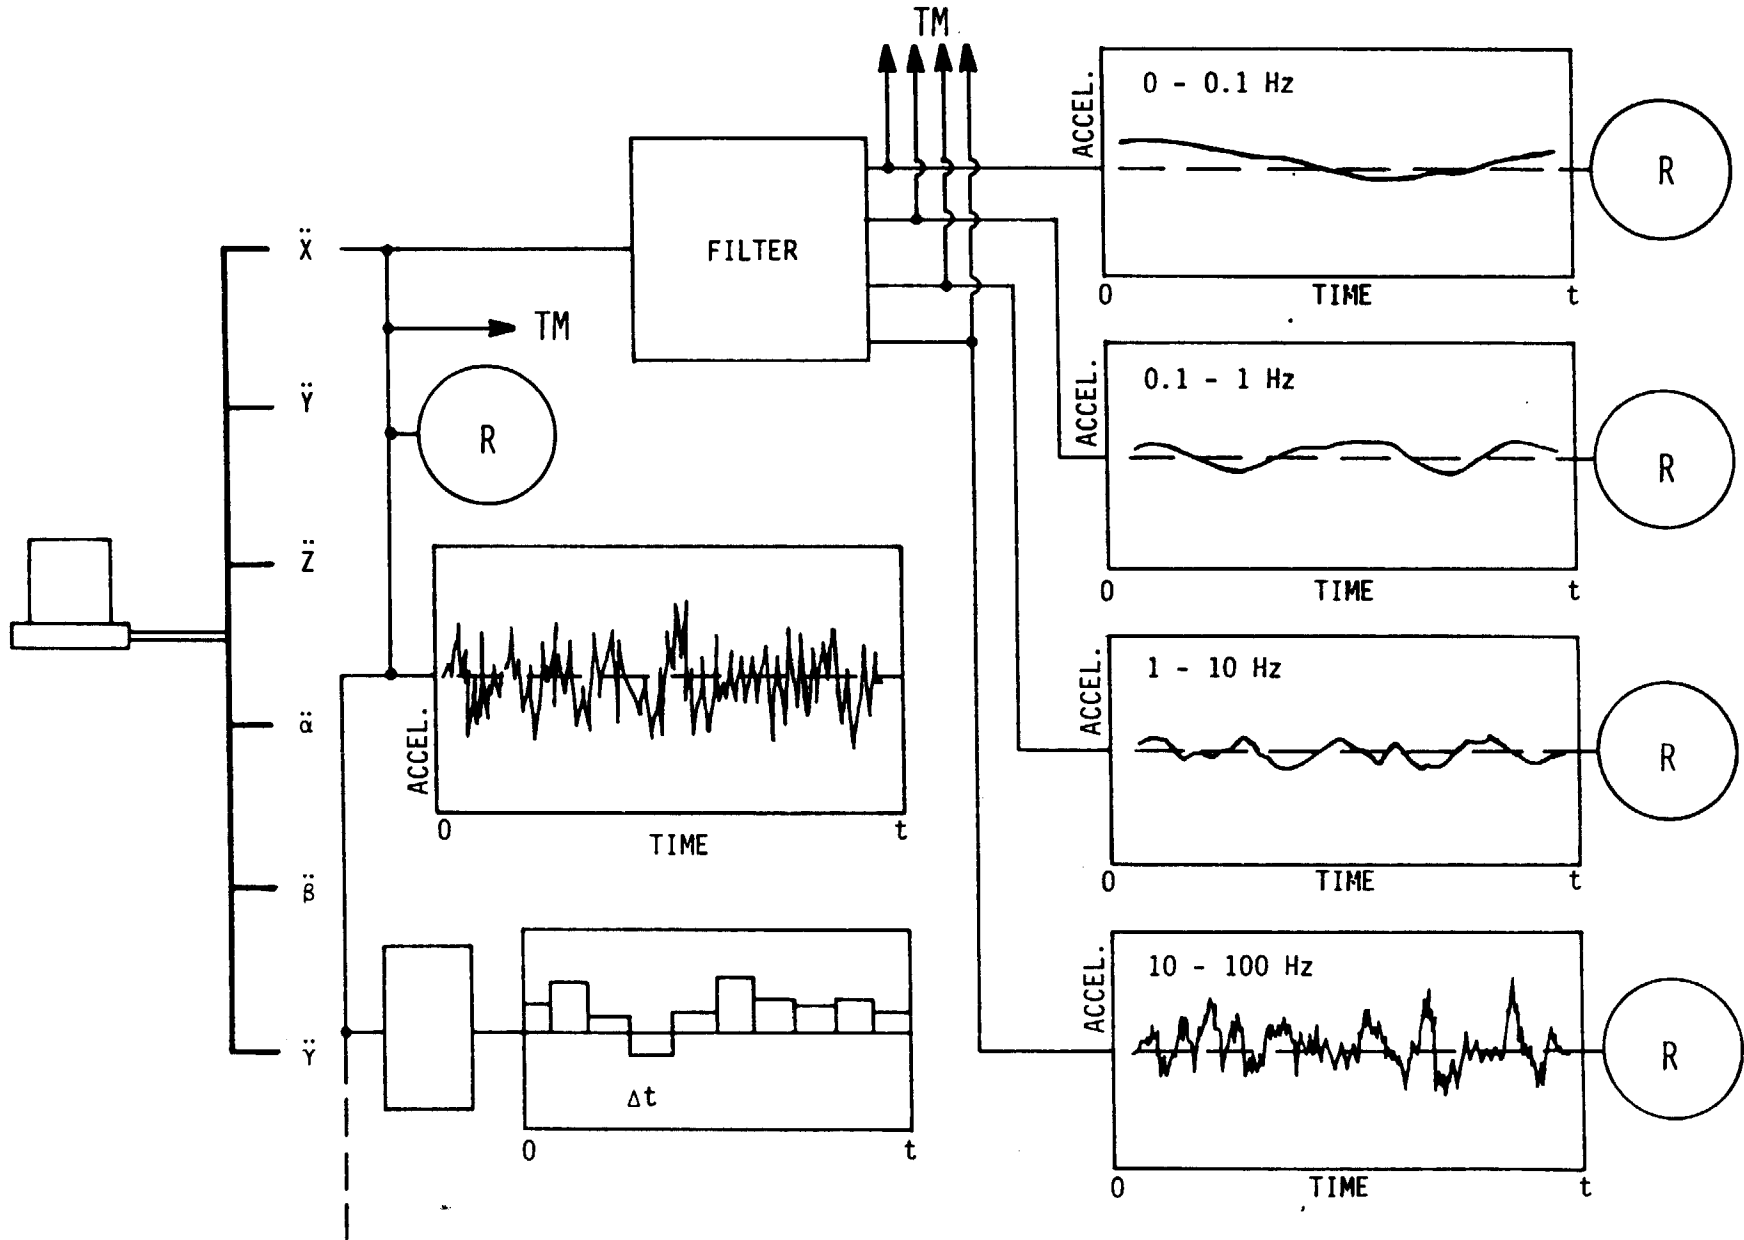 TM
ACCEL.
0 - 0.1 Hz
R
0
TIME
t
FILTER
Ẍ
TM
Ÿ
R
ACCEL.
0.1 - 1 Hz
R
0
TIME
t
Z̈
α̈
β̈
γ̈
ACCEL.
0
TIME
t
ACCEL.
1 - 10 Hz
R
0
TIME
t
Δt
0
t
ACCEL.
10 - 100 Hz
R
0
TIME
t